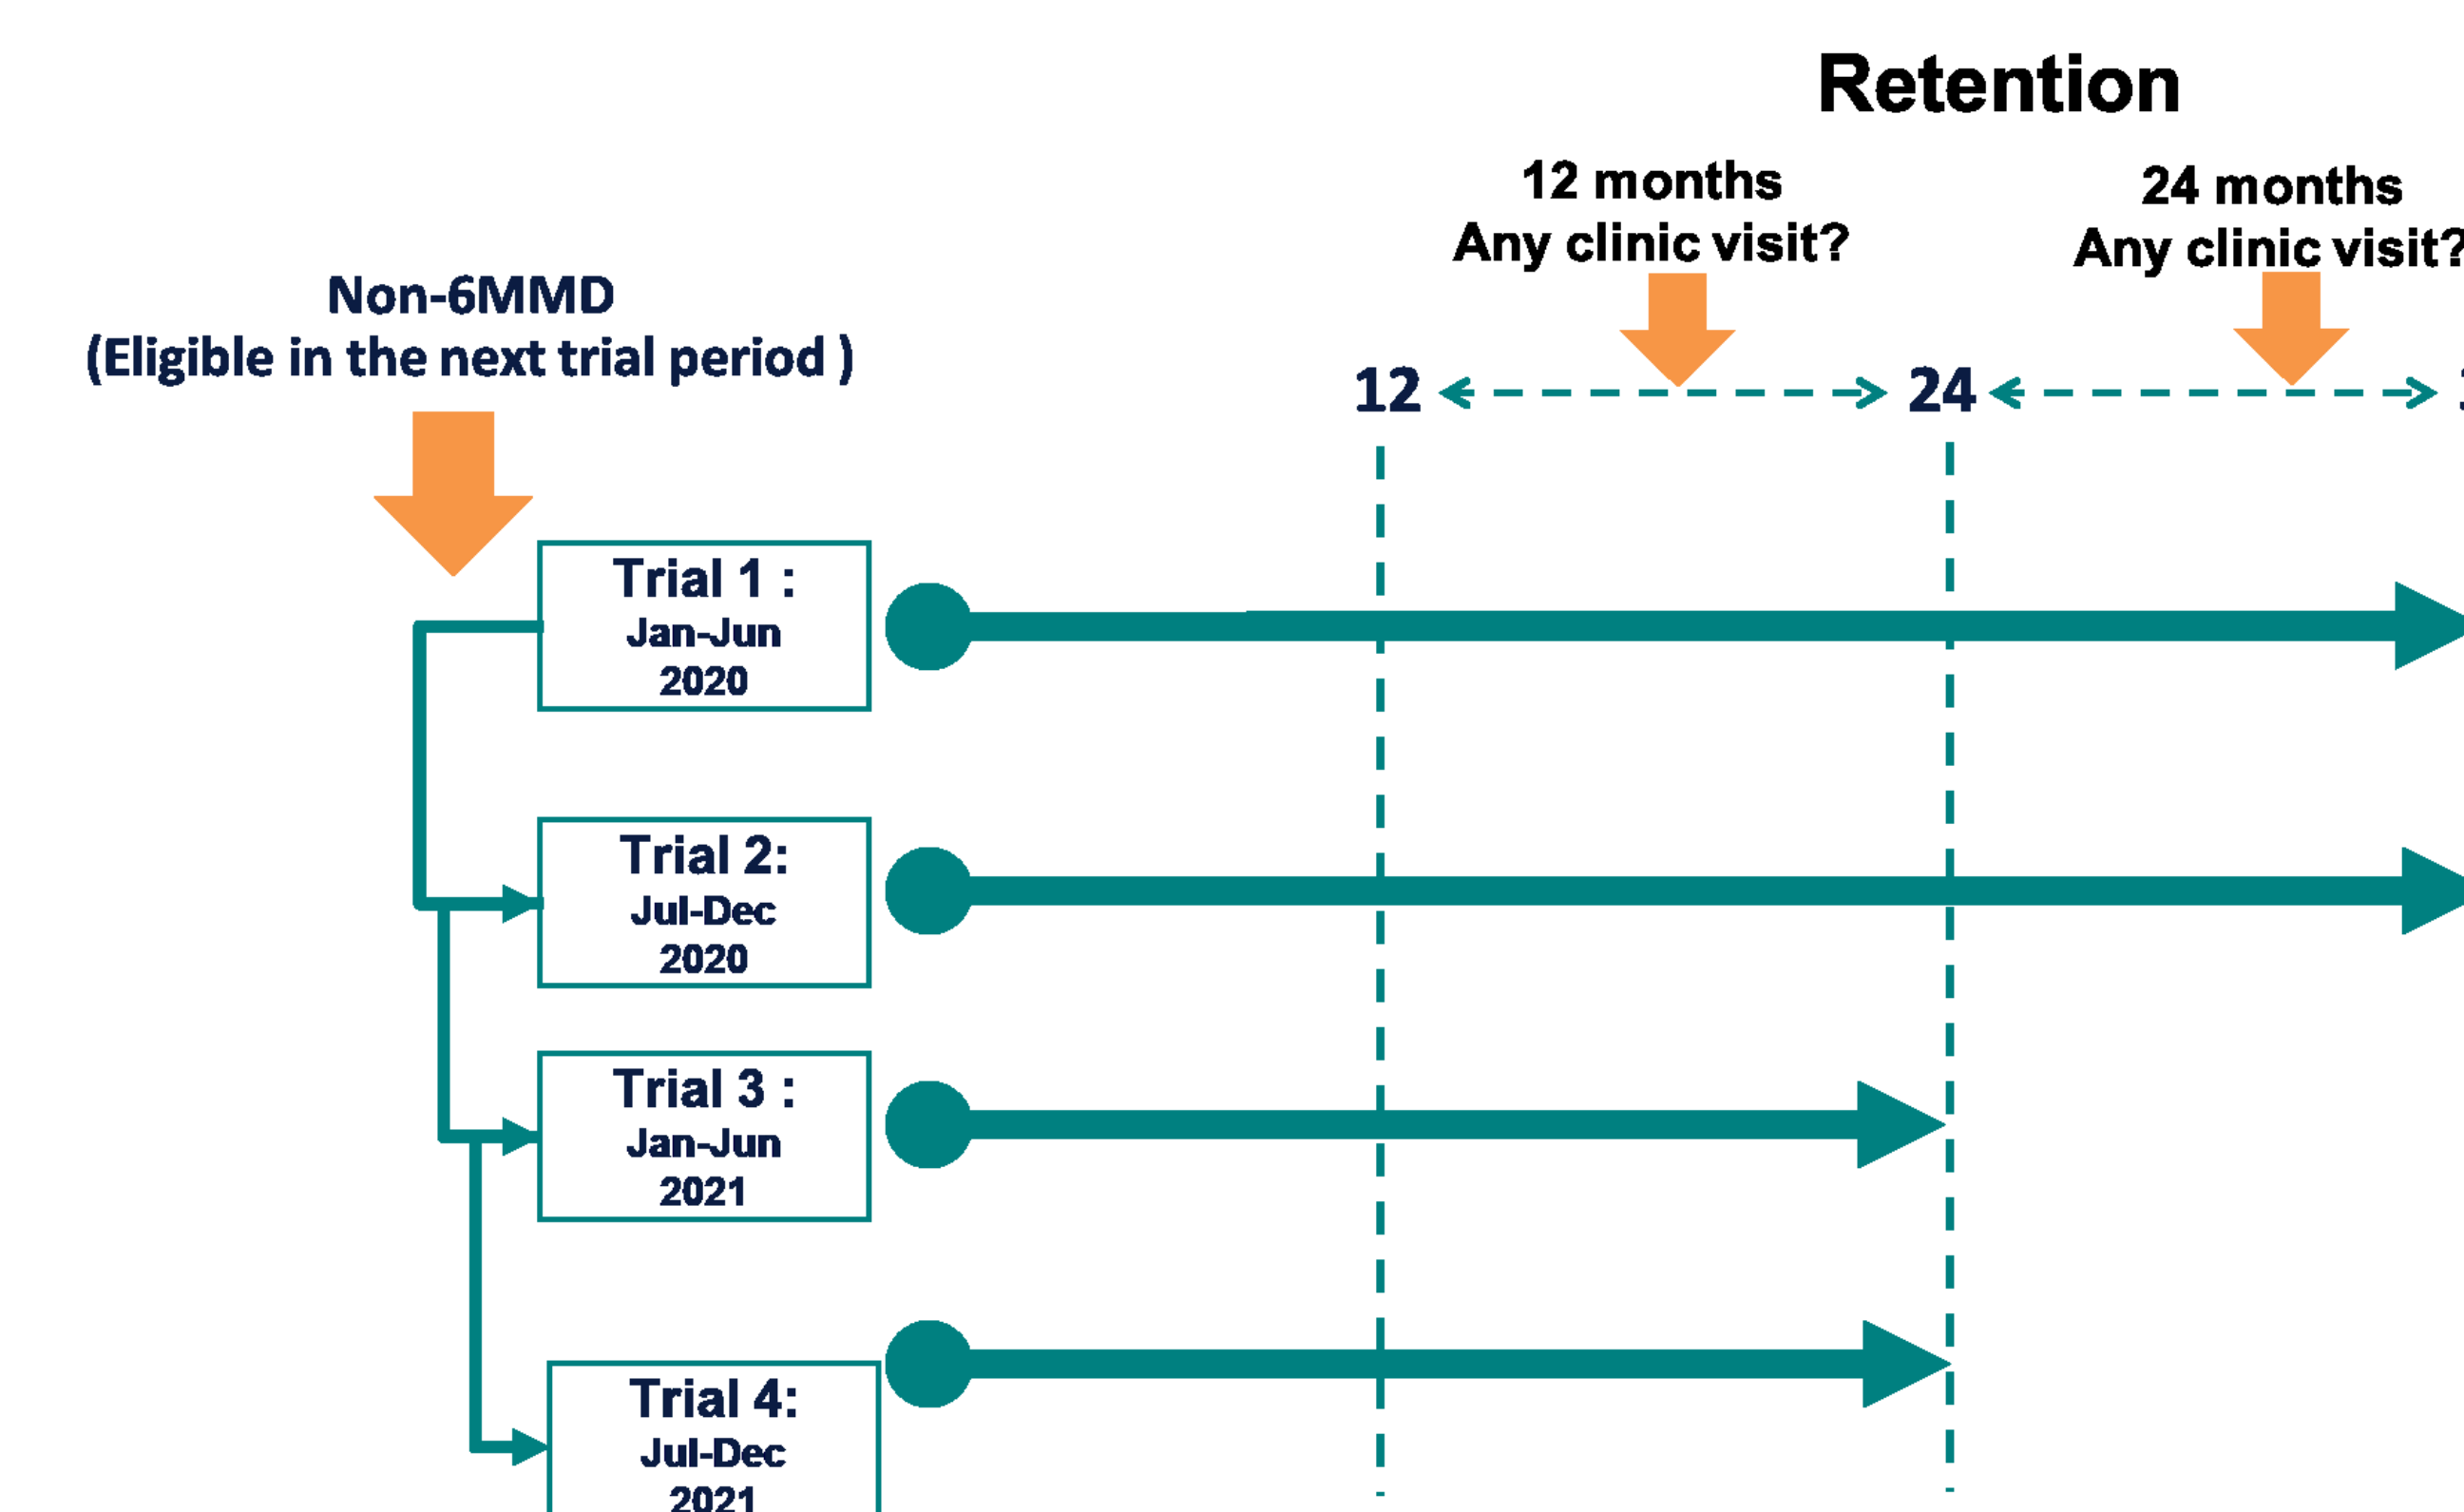 Retention
12 months
Any clinic visit?
24 months
Any clinic visit?
Non-6MMD
(Eligible in the next trial period )
12
24
Trial 1 :
Jan-Jun
2020
Trial 2:
Jul-Dec
2020
Trial 3 :
Jan-Jun
2021
Trial 4:
Jul-Dec
2021